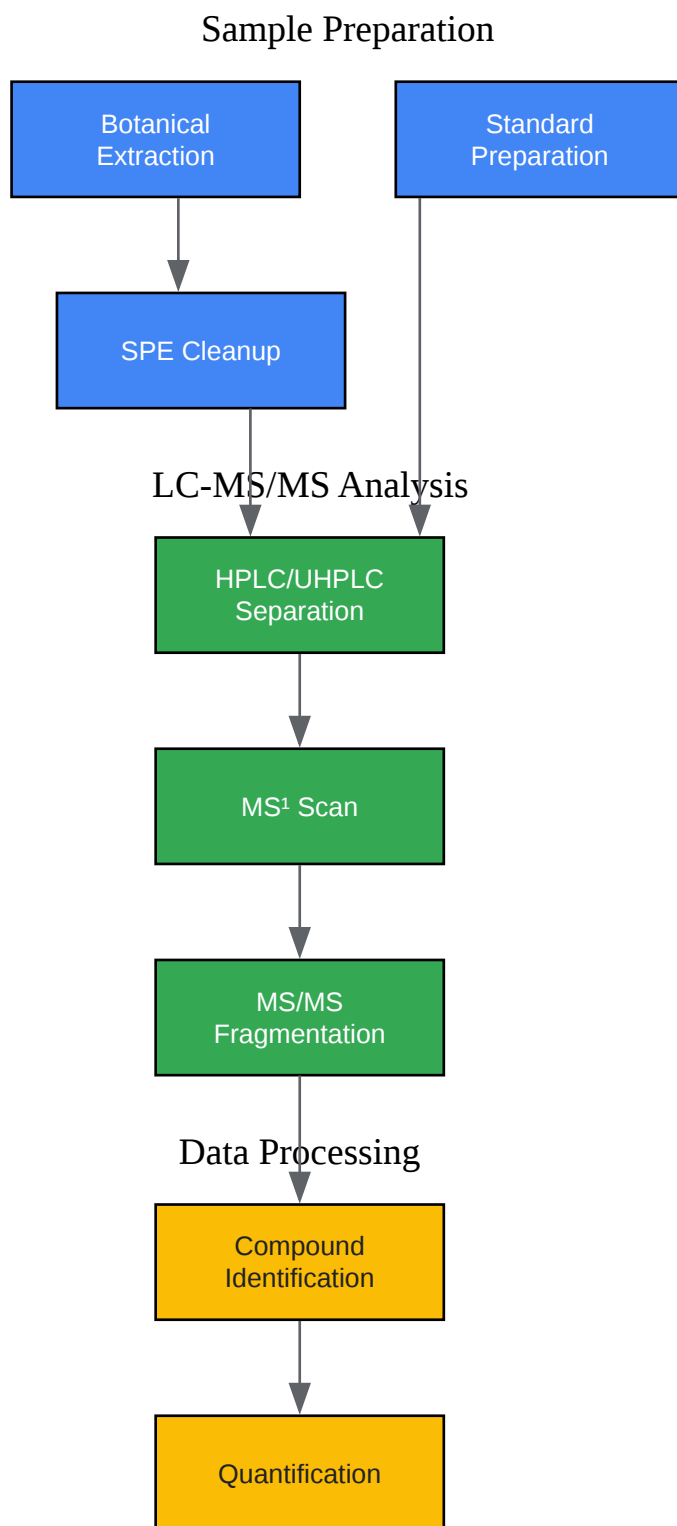 Sample Preparation
Botanical
Extraction
Standard
Preparation
SPE Cleanup
LC-MS/MS Analysis
HPLC/UHPLC
Separation
MS¹ Scan
MS/MS
Fragmentation
Data Processing
Compound
Identification
Quantification